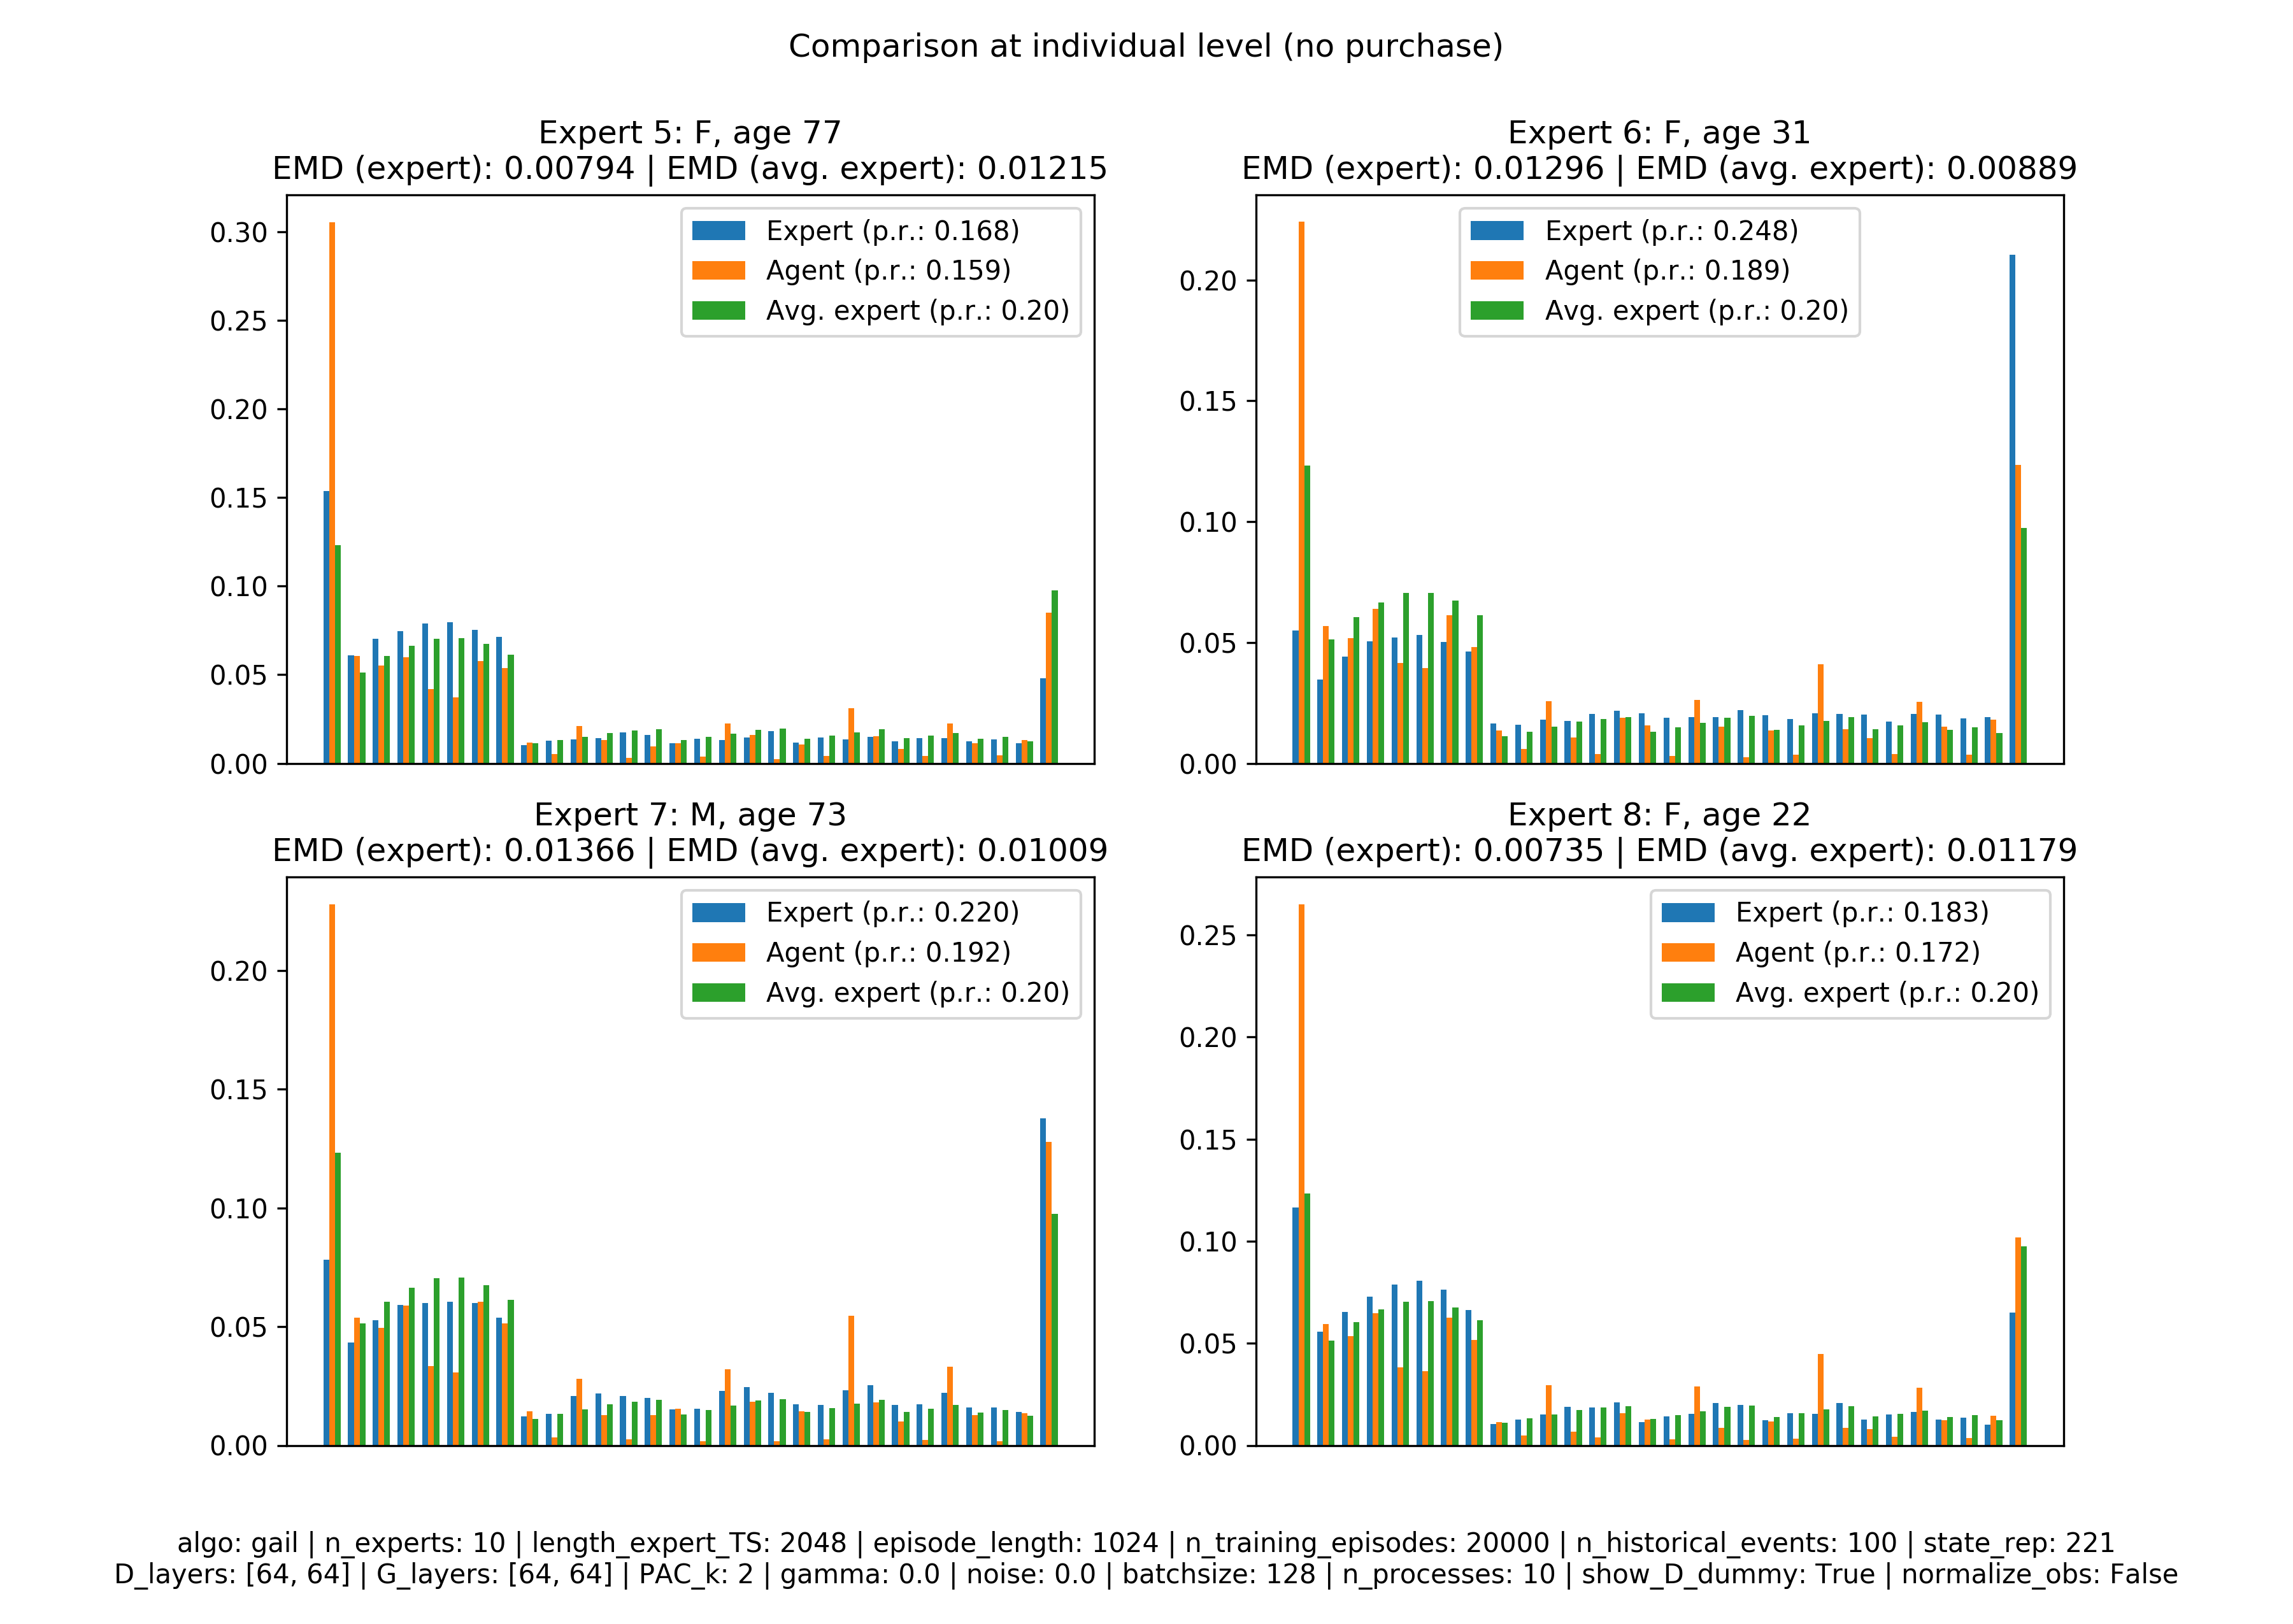 Comparison at individual level (no purchase)
Expert 5: F, age 77
EMD (expert): 0.00794 | EMD (avg. expert): 0.01215
0.30
0.25
0.20
0.15
0.10
0.05
0.00
Expert (p.r.: 0.168)
Agent (p.r.: 0.159)
Avg. expert (p.r.: 0.20)
Expert 6: F, age 31
EMD (expert): 0.01296 | EMD (avg. expert): 0.00889
0.20
0.15
0.10
0.05
0.00
Expert (p.r.: 0.248)
Agent (p.r.: 0.189)
Avg. expert (p.r.: 0.20)
Expert 7: M, age 73
EMD (expert): 0.01366 | EMD (avg. expert): 0.01009
0.20
0.15
0.10
0.05
0.00
Expert (p.r.: 0.220)
Agent (p.r.: 0.192)
Avg. expert (p.r.: 0.20)
Expert 8: F, age 22
EMD (expert): 0.00735 | EMD (avg. expert): 0.01179
0.25
0.20
0.15
0.10
0.05
0.00
Expert (p.r.: 0.183)
Agent (p.r.: 0.172)
Avg. expert (p.r.: 0.20)
algo: gail | n_experts: 10 | length_expert_TS: 2048 | episode_length: 1024 | n_training_episodes: 20000 | n_historical_events: 100 | state_rep: 221
D_layers: [64, 64] | G_layers: [64, 64] | PAC_k: 2 | gamma: 0.0 | noise: 0.0 | batchsize: 128 | n_processes: 10 | show_D_dummy: True | normalize_obs: False